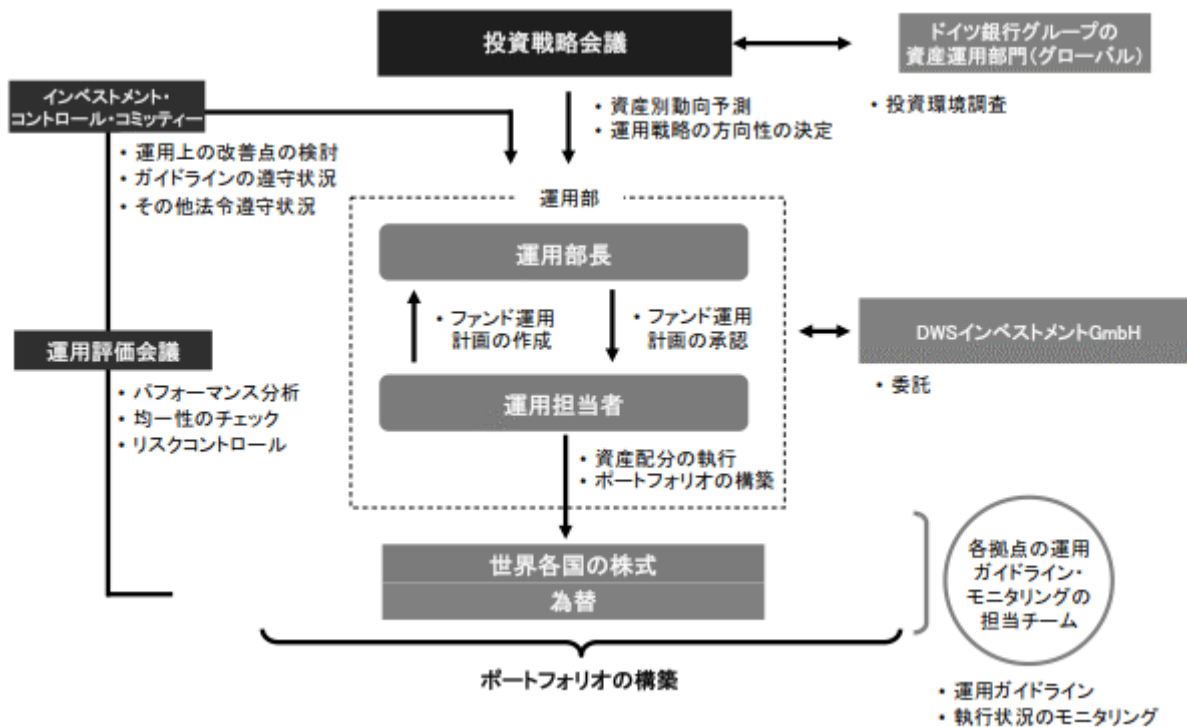 投資戦略会議
ドイツ銀行グループの
資産運用部門(グローバル)
・投資環境調査
・資産別動向予測
・運用戦略の方向性の決定
インベストメント・
コントロール・コミッティー
・運用上の改善点の検討
・ガイドラインの遵守状況
・その他法令遵守状況
運用部
運用部長
・ファンド運用
計画の作成
・ファンド運用
計画の承認
運用担当者
DWSインベストメントGmbH
・委託
運用評価会議
・パフォーマンス分析
・均一性のチェック
・リスクコントロール
・資産配分の執行
・ポートフォリオの構築
世界各国の株式
為替
ポートフォリオの構築
各拠点の運用
ガイドライン・
モニタリングの
担当チーム
・運用ガイドライン
・執行状況のモニタリング